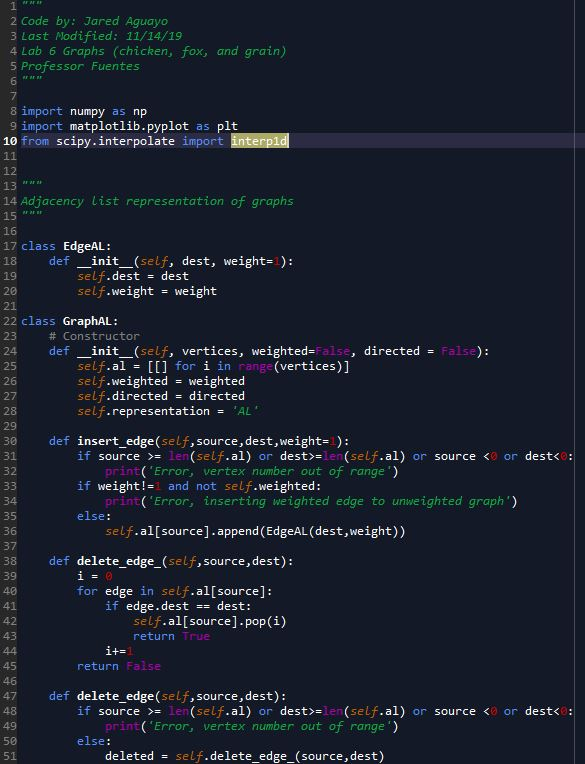 1 """
2 Code by: Jared Aguayo
3 Last Modified: 11/14/19
4 Lab 6 Graphs (chicken, fox, and grain)
5 Professor Fuentes
6 """
7
8 import numpy as np
9 import matplotlib.pyplot as plt
10 from scipy.interpolate import interp1d
11
12
13 """
14 Adjacency list representation of graphs
15 """
16
17 class EdgeAL:
18     def __init__(self, dest, weight=1):
19         self.dest = dest
20         self.weight = weight
21
22 class GraphAL:
23     # Constructor
24     def __init__(self, vertices, weighted=False, directed = False):
25         self.al = [[] for i in range(vertices)]
26         self.weighted = weighted
27         self.directed = directed
28         self.representation = 'AL'
29
30     def insert_edge(self,source,dest,weight=1):
31         if source >= len(self.al) or dest>=len(self.al) or source <0 or dest<0:
32             print('Error, vertex number out of range')
33         if weight!=1 and not self.weighted:
34             print('Error, inserting weighted edge to unweighted graph')
35         else:
36             self.al[source].append(EdgeAL(dest,weight))
37
38     def delete_edge_(self,source,dest):
39         i = 0
40         for edge in self.al[source]:
41             if edge.dest == dest:
42                 self.al[source].pop(i)
43                 return True
44             i+=1
45         return False
46
47     def delete_edge(self,source,dest):
48         if source >= len(self.al) or dest>=len(self.al) or source <0 or dest<0:
49             print('Error, vertex number out of range')
50         else:
51             deleted = self.delete_edge_(source,dest)